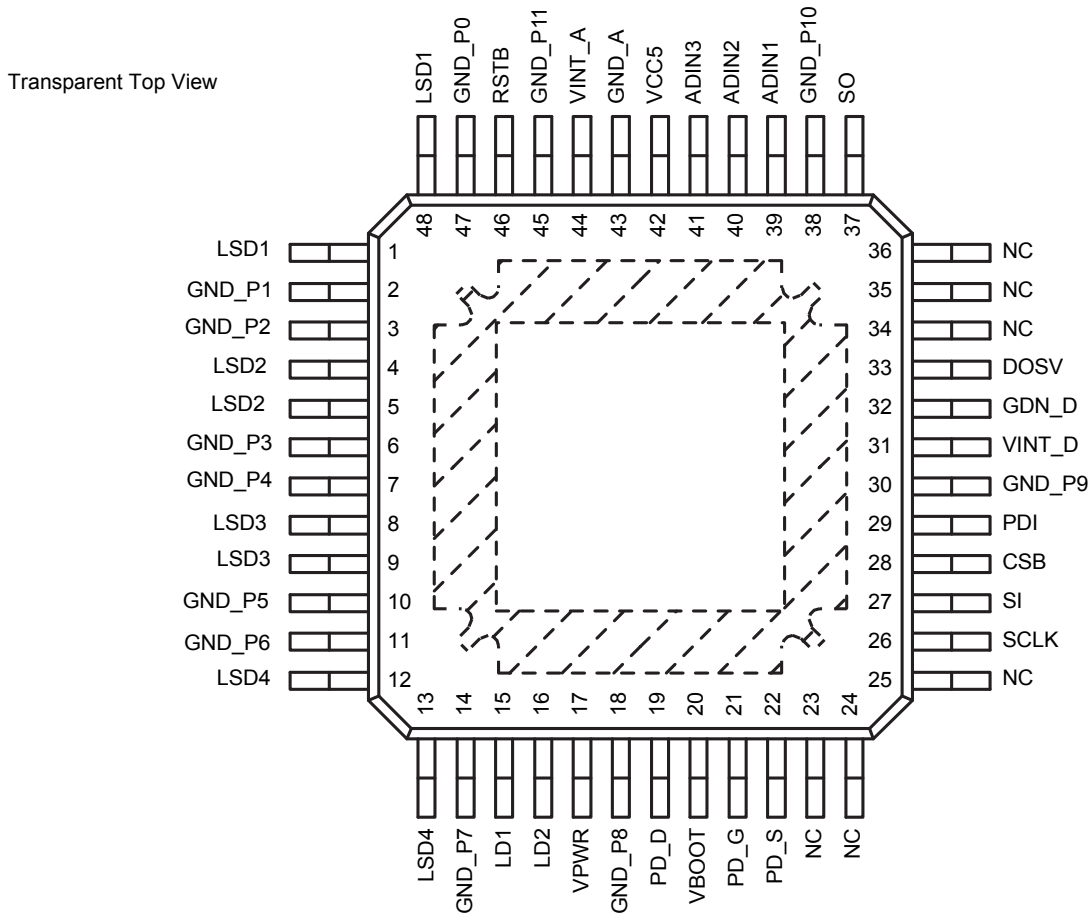 Transparent Top View
LSD1
GND_P0
RSTB
GND_P11
VINT_A
GND_A
VCC5
ADIN3
ADIN2
ADIN1
GND_P10
SO
48
47
46
45
44
43
42
41
40
39
38
37
LSD1 1
GND_P1 2
GND_P2 3
LSD2 4
LSD2 5
GND_P3 6
GND_P4 7
LSD3 8
LSD3 9
GND_P5 10
GND_P6 11
LSD4 12
36 NC
35 NC
34 NC
33 DOSV
32 GDN_D
31 VINT_D
30 GND_P9
29 PDI
28 CSB
27 SI
26 SCLK
25 NC
13
14
15
16
17
18
19
20
21
22
23
24
LSD4
GND_P7
LD1
LD2
VPWR
GND_P8
PD_D
VBOOT
PD_G
PD_S
NC
NC